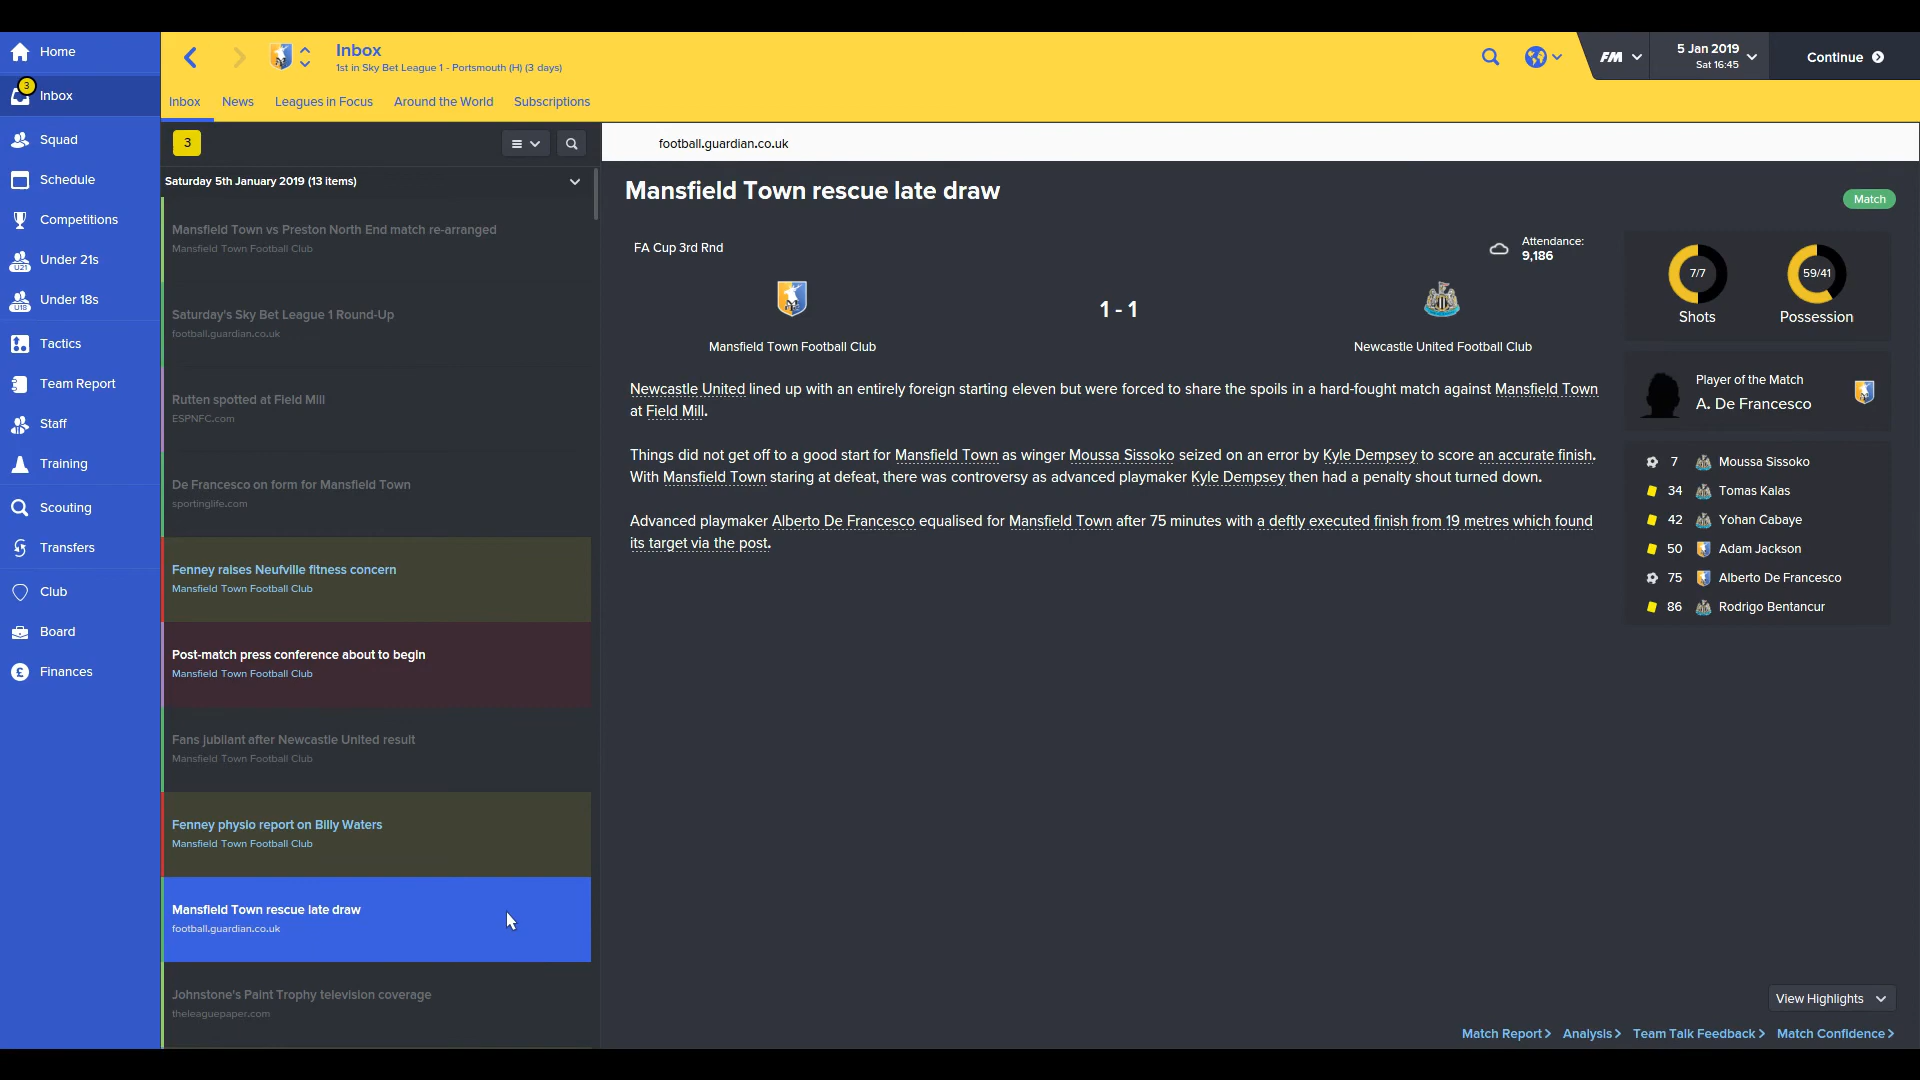 Home
3
Inbox
Squad
Schedule
Competitions
U21
Under 21s
U18
Under 18s
Tactics
Team Report
Staff
Training
Scouting
Transfers
Club
Board
£
Finances
Inbox
1st in Sky Bet League 1 - Portsmouth (H) (3 days)
FM
5 Jan 2019
Sat 16:45
Continue
Inbox News Leagues in Focus Around the World Subscriptions
3
Saturday 5th January 2019 (13 items)
Mansfield Town vs Preston North End match re-arranged
Mansfield Town Football Club
Saturday's Sky Bet League 1 Round-Up
football.guardian.co.uk
Rutten spotted at Field Mill
ESPNFC.com
De Francesco on form for Mansfield Town
sportinglife.com
Fenney raises Neufville fitness concern
Mansfield Town Football Club
Post-match press conference about to begin
Mansfield Town Football Club
Fans jubilant after Newcastle United result
Mansfield Town Football Club
Fenney physio report on Billy Waters
Mansfield Town Football Club
Mansfield Town rescue late draw
football.guardian.co.uk
Johnstone's Paint Trophy television coverage
theleaguepaper.com
football.guardian.co.uk
Mansfield Town rescue late draw
Match
FA Cup 3rd Rnd
Attendance:
9,186
1 - 1
Mansfield Town Football Club
Newcastle United Football Club
Newcastle United lined up with an entirely foreign starting eleven but were forced to share the spoils in a hard-fought match against Mansfield Town
at Field Mill.
Things did not get off to a good start for Mansfield Town as winger Moussa Sissoko seized on an error by Kyle Dempsey to score an accurate finish.
With Mansfield Town staring at defeat, there was controversy as advanced playmaker Kyle Dempsey then had a penalty shout turned down.
Advanced playmaker Alberto De Francesco equalised for Mansfield Town after 75 minutes with a deftly executed finish from 19 metres which found
its target via the post.
7/7
Shots
59/41
Possession
Player of the Match
A. De Francesco
7 Moussa Sissoko
34 Tomas Kalas
42 Yohan Cabaye
50 Adam Jackson
75 Alberto De Francesco
86 Rodrigo Bentancur
View Highlights
Match Report> Analysis> Team Talk Feedback > Match Confidence>